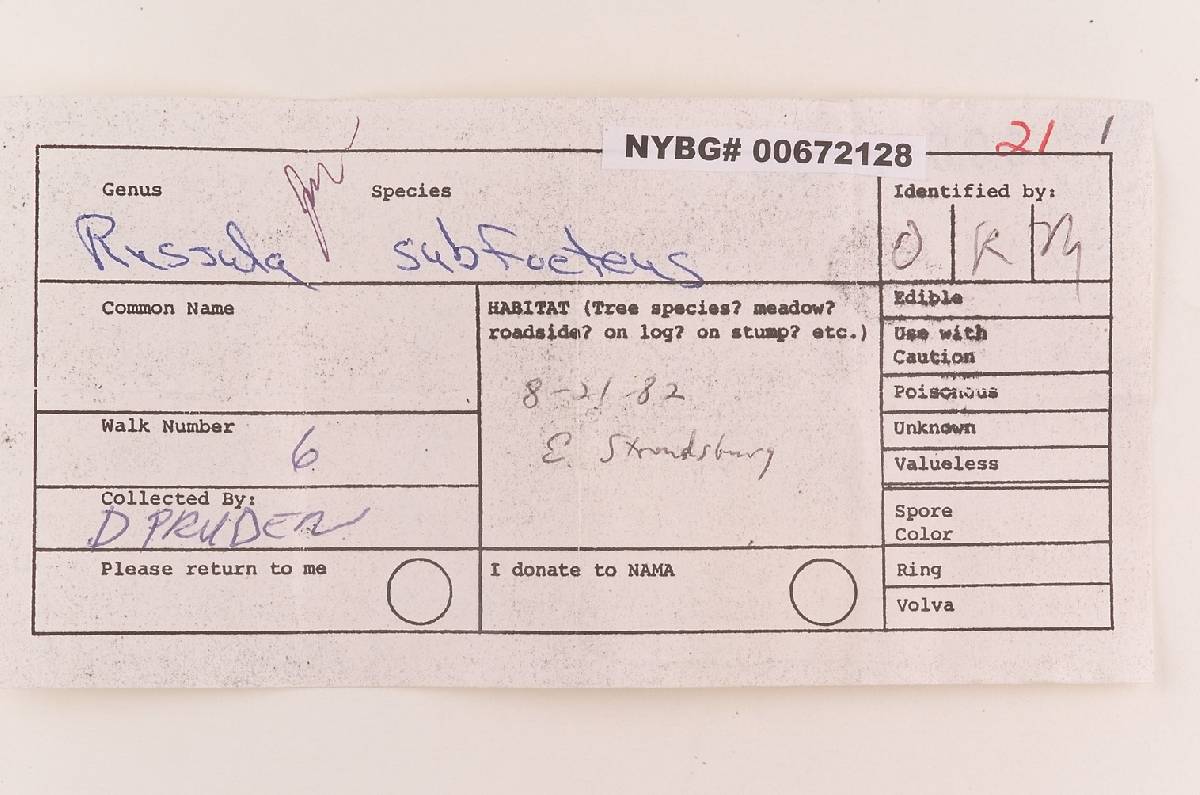 NYBG# 00672128
21 1
Genus Species Identified by:
Russula subfoetens O K M
Common Name
HABITAT (Tree species? meadow?
roadside? on log? on stump? etc.)
8-21-82
E. Stroudsburg
Walk Number
6
Collected By:
D PRUDEN
Please return to me
I donate to NAMA
Edible
Use with
Caution
Poisonous
Unknown
Valueless
Spore
Color
Ring
Volva